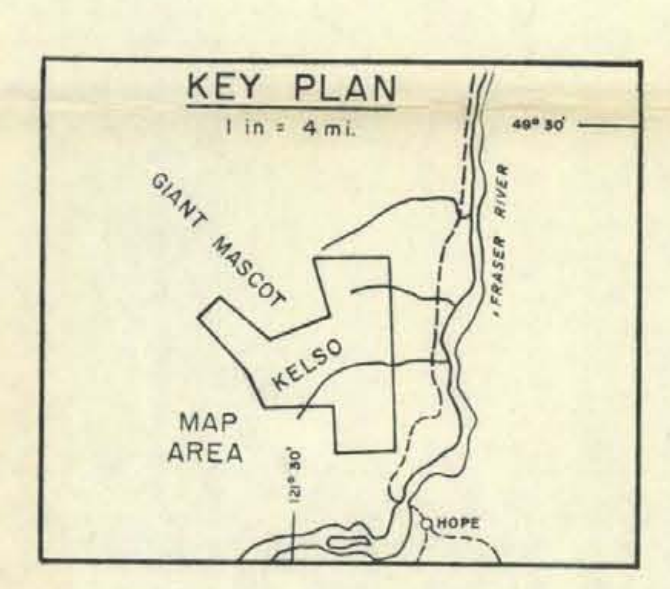 KEY PLAN
1 in = 4 mi.
49° 30'
GIANT MASCOT
FRASER RIVER
KELSO
MAP
AREA
121° 30'
HOPE